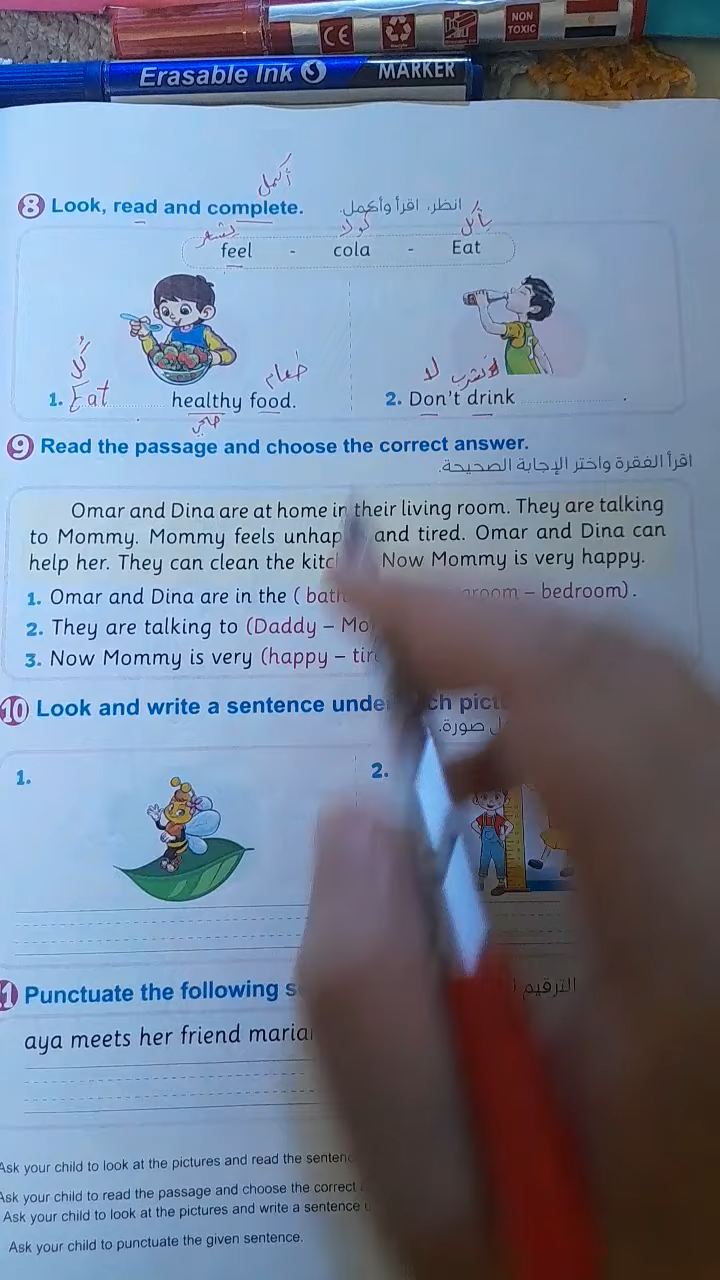 CE
Recycle
NON
TOXIC
Erasable Ink
MARKER
أكمل
8 Look, read and complete. انظر، اقرأ وأكمل.
يشعر كولا يأكل
feel - cola - Eat
كُل طعام لا تشرب
1. Eat healthy food. 2. Don't drink .
صحي
9 Read the passage and choose the correct answer.
اقرأ الفقرة واختر الإجابة الصحيحة.
Omar and Dina are at home in their living room. They are talking
to Mommy. Mommy feels unhap and tired. Omar and Dina can
help her. They can clean the kitc Now Mommy is very happy.
1. Omar and Dina are in the ( bath room – bedroom).
2. They are talking to (Daddy – Mo
3. Now Mommy is very (happy – tir
10 Look and write a sentence unde ch pict
ل صورة.
1. 2.
1 Punctuate the following s الترقيم
aya meets her friend maria
Ask your child to look at the pictures and read the sentenc
Ask your child to read the passage and choose the correct
Ask your child to look at the pictures and write a sentence u
Ask your child to punctuate the given sentence.